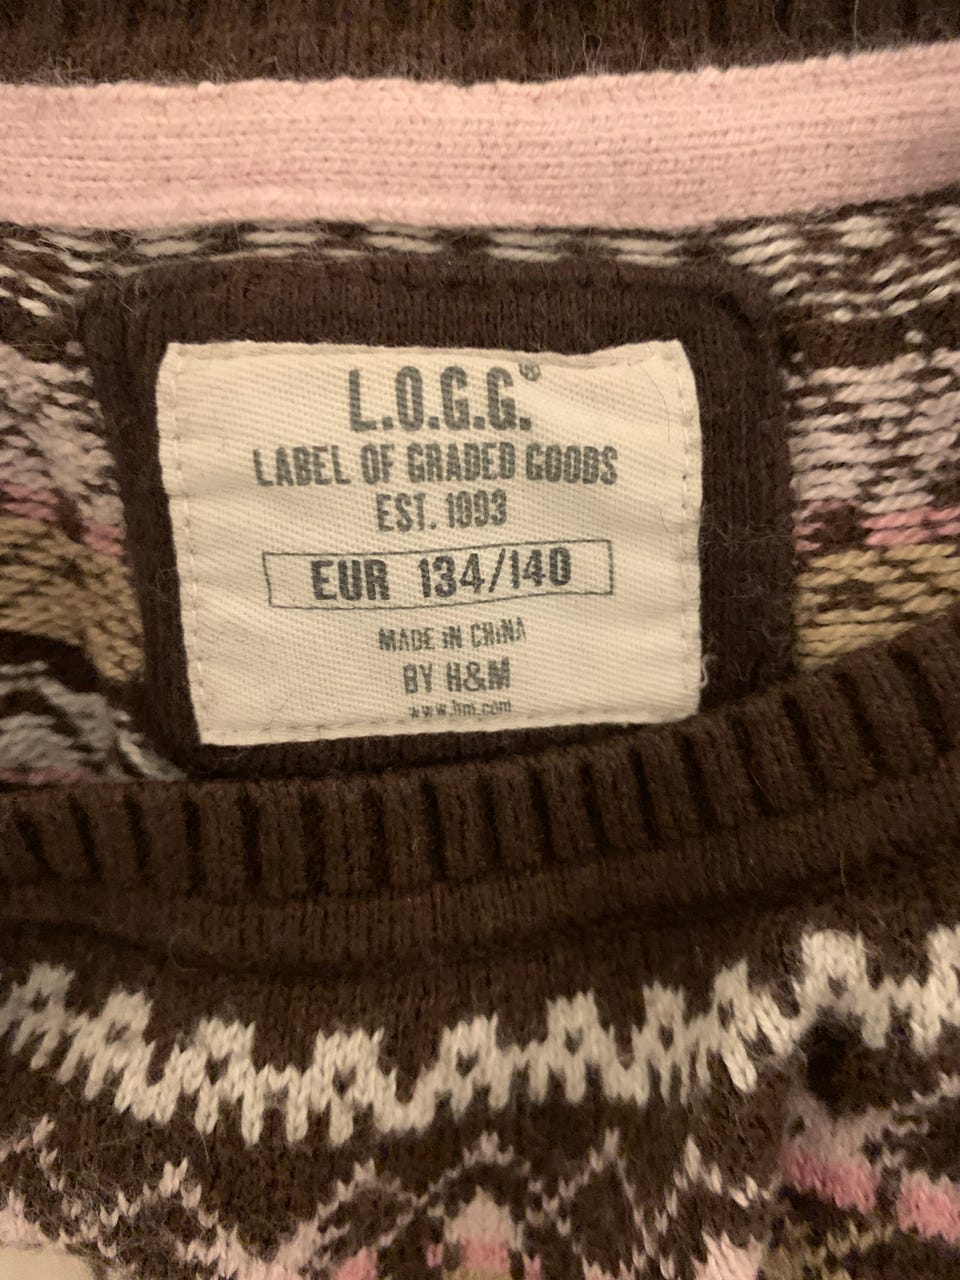 L.O.G.G.®
LABEL OF GRADED GOODS
EST. 1993
EUR 134/140
MADE IN CHINA
BY H&M
www.hm.com